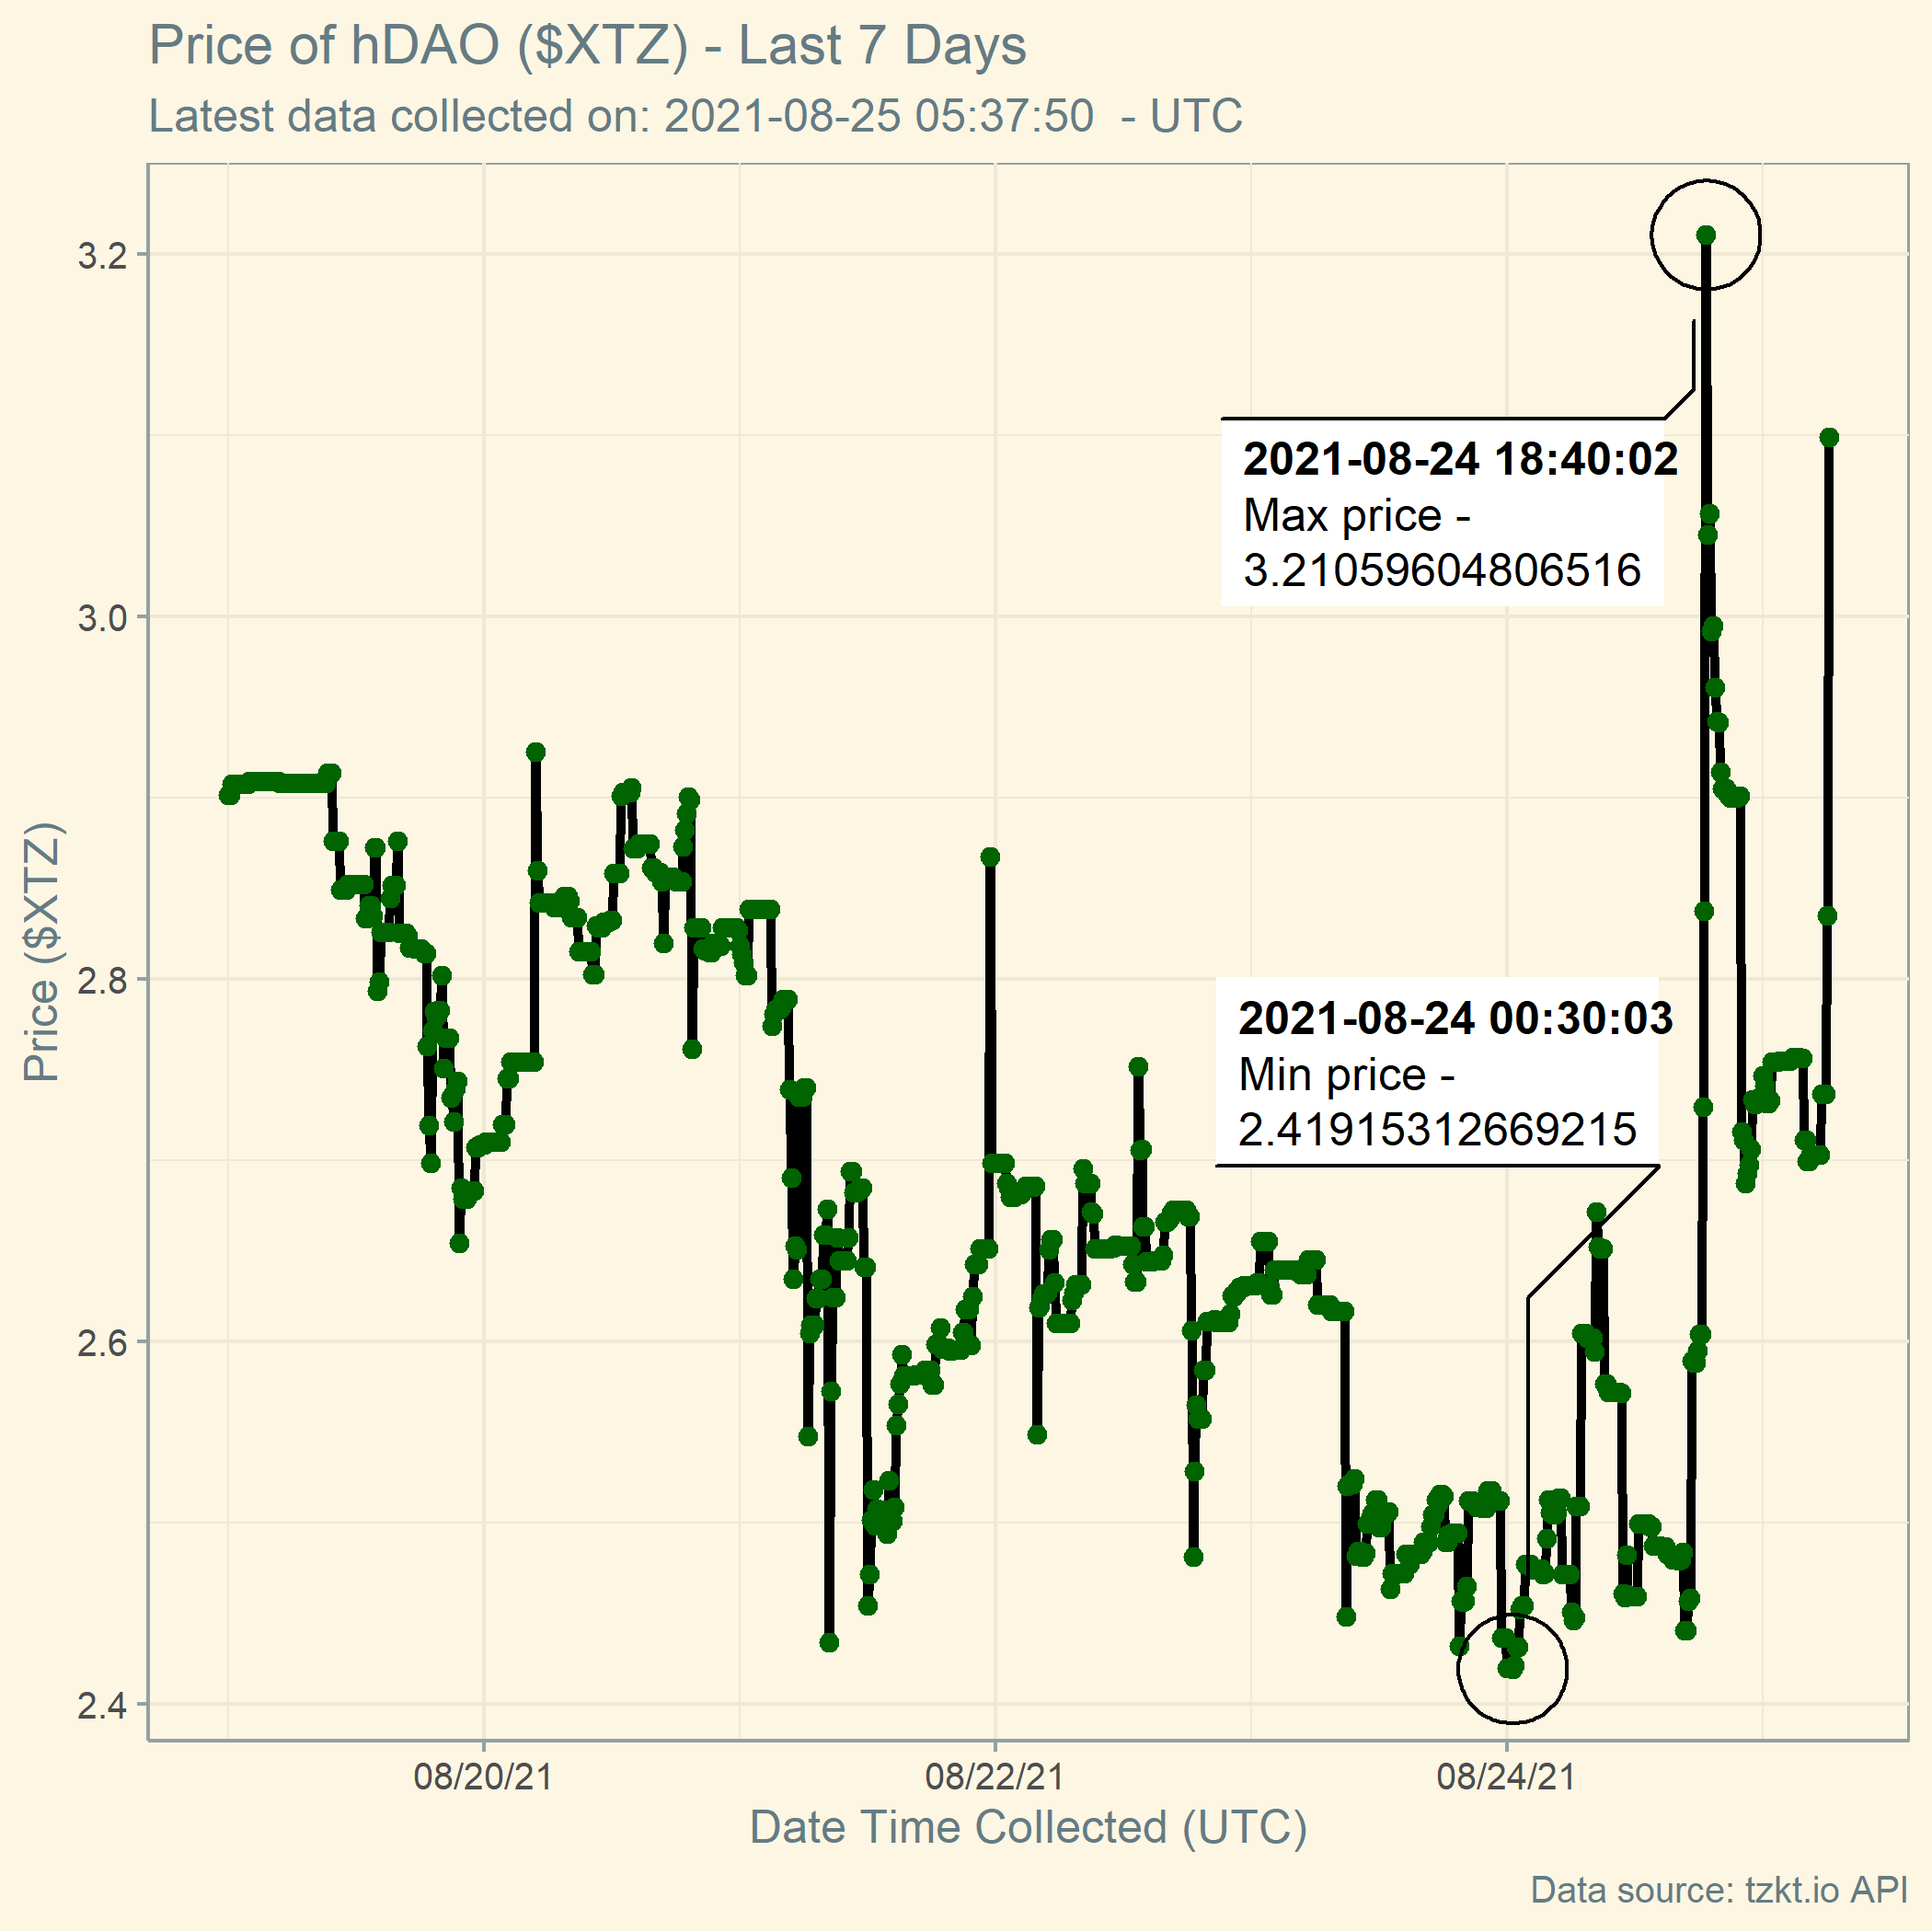 Price of hDAO ($XTZ) - Last 7 Days
Latest data collected on: 2021-08-25 05:37:50  - UTC
3.2
3.0
2.8
2.6
2.4
Price ($XTZ)
2021-08-24 18:40:02
Max price -
3.21059604806516
2021-08-24 00:30:03
Min price -
2.41915312669215
08/20/21
08/22/21
08/24/21
Date Time Collected (UTC)
Data source: tzkt.io API